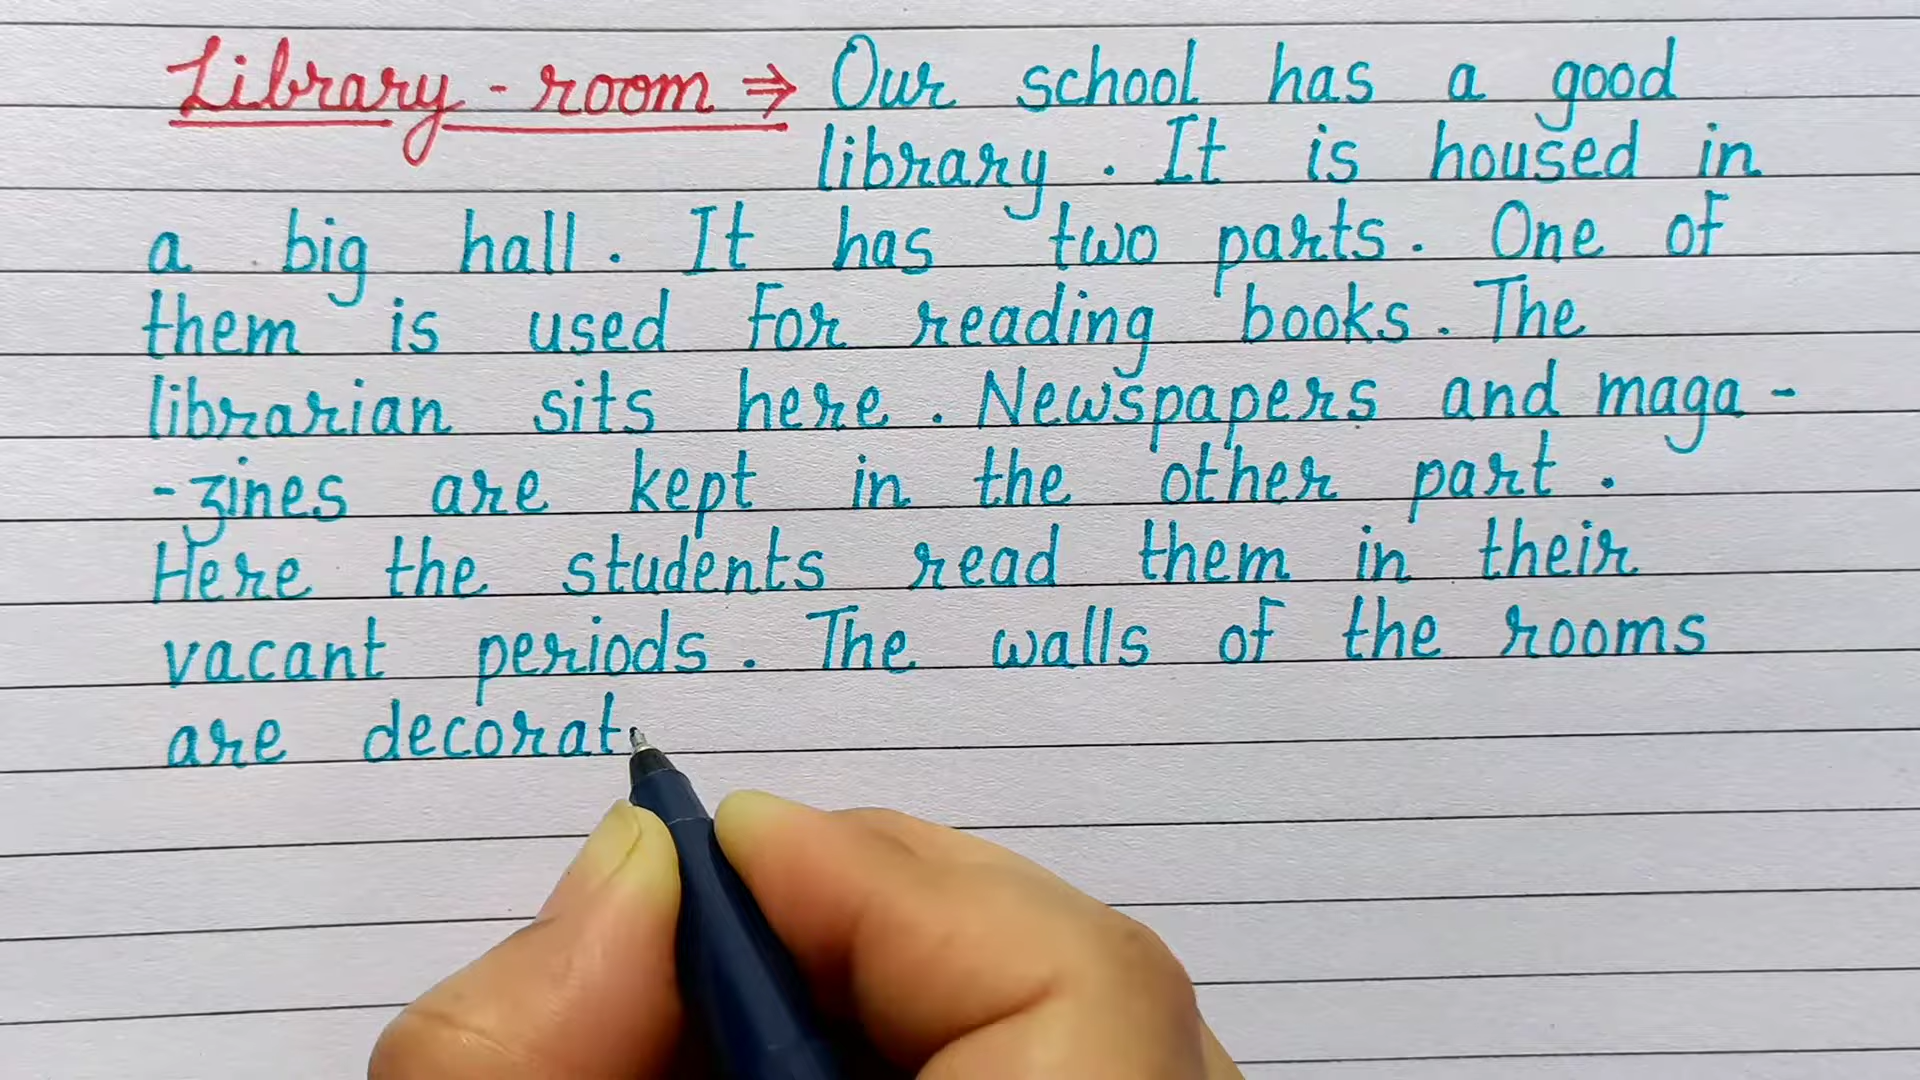 Library - room ⇒ Our school has a good
library. It is housed in
a big hall. It has two parts. One of
them is used for reading books. The
librarian sits here. Newspapers and maga-
-zines are kept in the other part.
Here the students read them in their
vacant periods. The walls of the rooms
are decorat